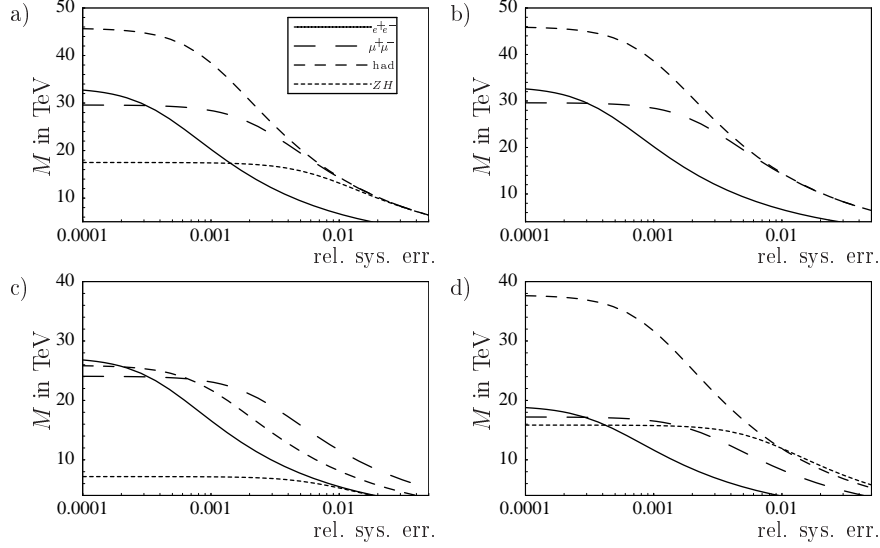 a)
50
40
30
20
10
M in TeV
0.0001
0.001
0.01
rel. sys. err.
e⁺e⁻
μ⁺μ⁻
had
ZH
b)
50
40
30
20
10
M in TeV
0.0001
0.001
0.01
rel. sys. err.
c)
40
30
20
10
M in TeV
0.0001
0.001
0.01
rel. sys. err.
d)
40
30
20
10
M in TeV
0.0001
0.001
0.01
rel. sys. err.